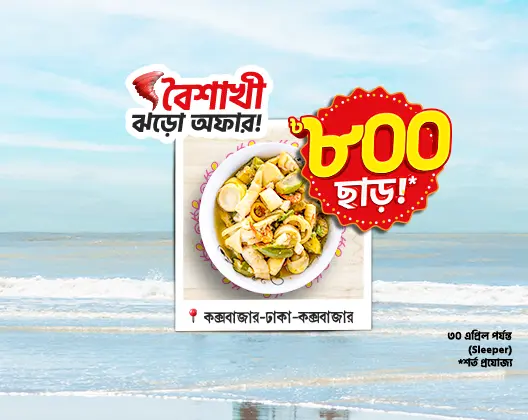 বৈশাখী
ঝড়ো অফার!
৳৮০০
ছাড়!*
কক্সবাজার-ঢাকা-কক্সবাজার
৩০ এপ্রিল পর্যন্ত
(Sleeper)
*শর্ত প্রযোজ্য